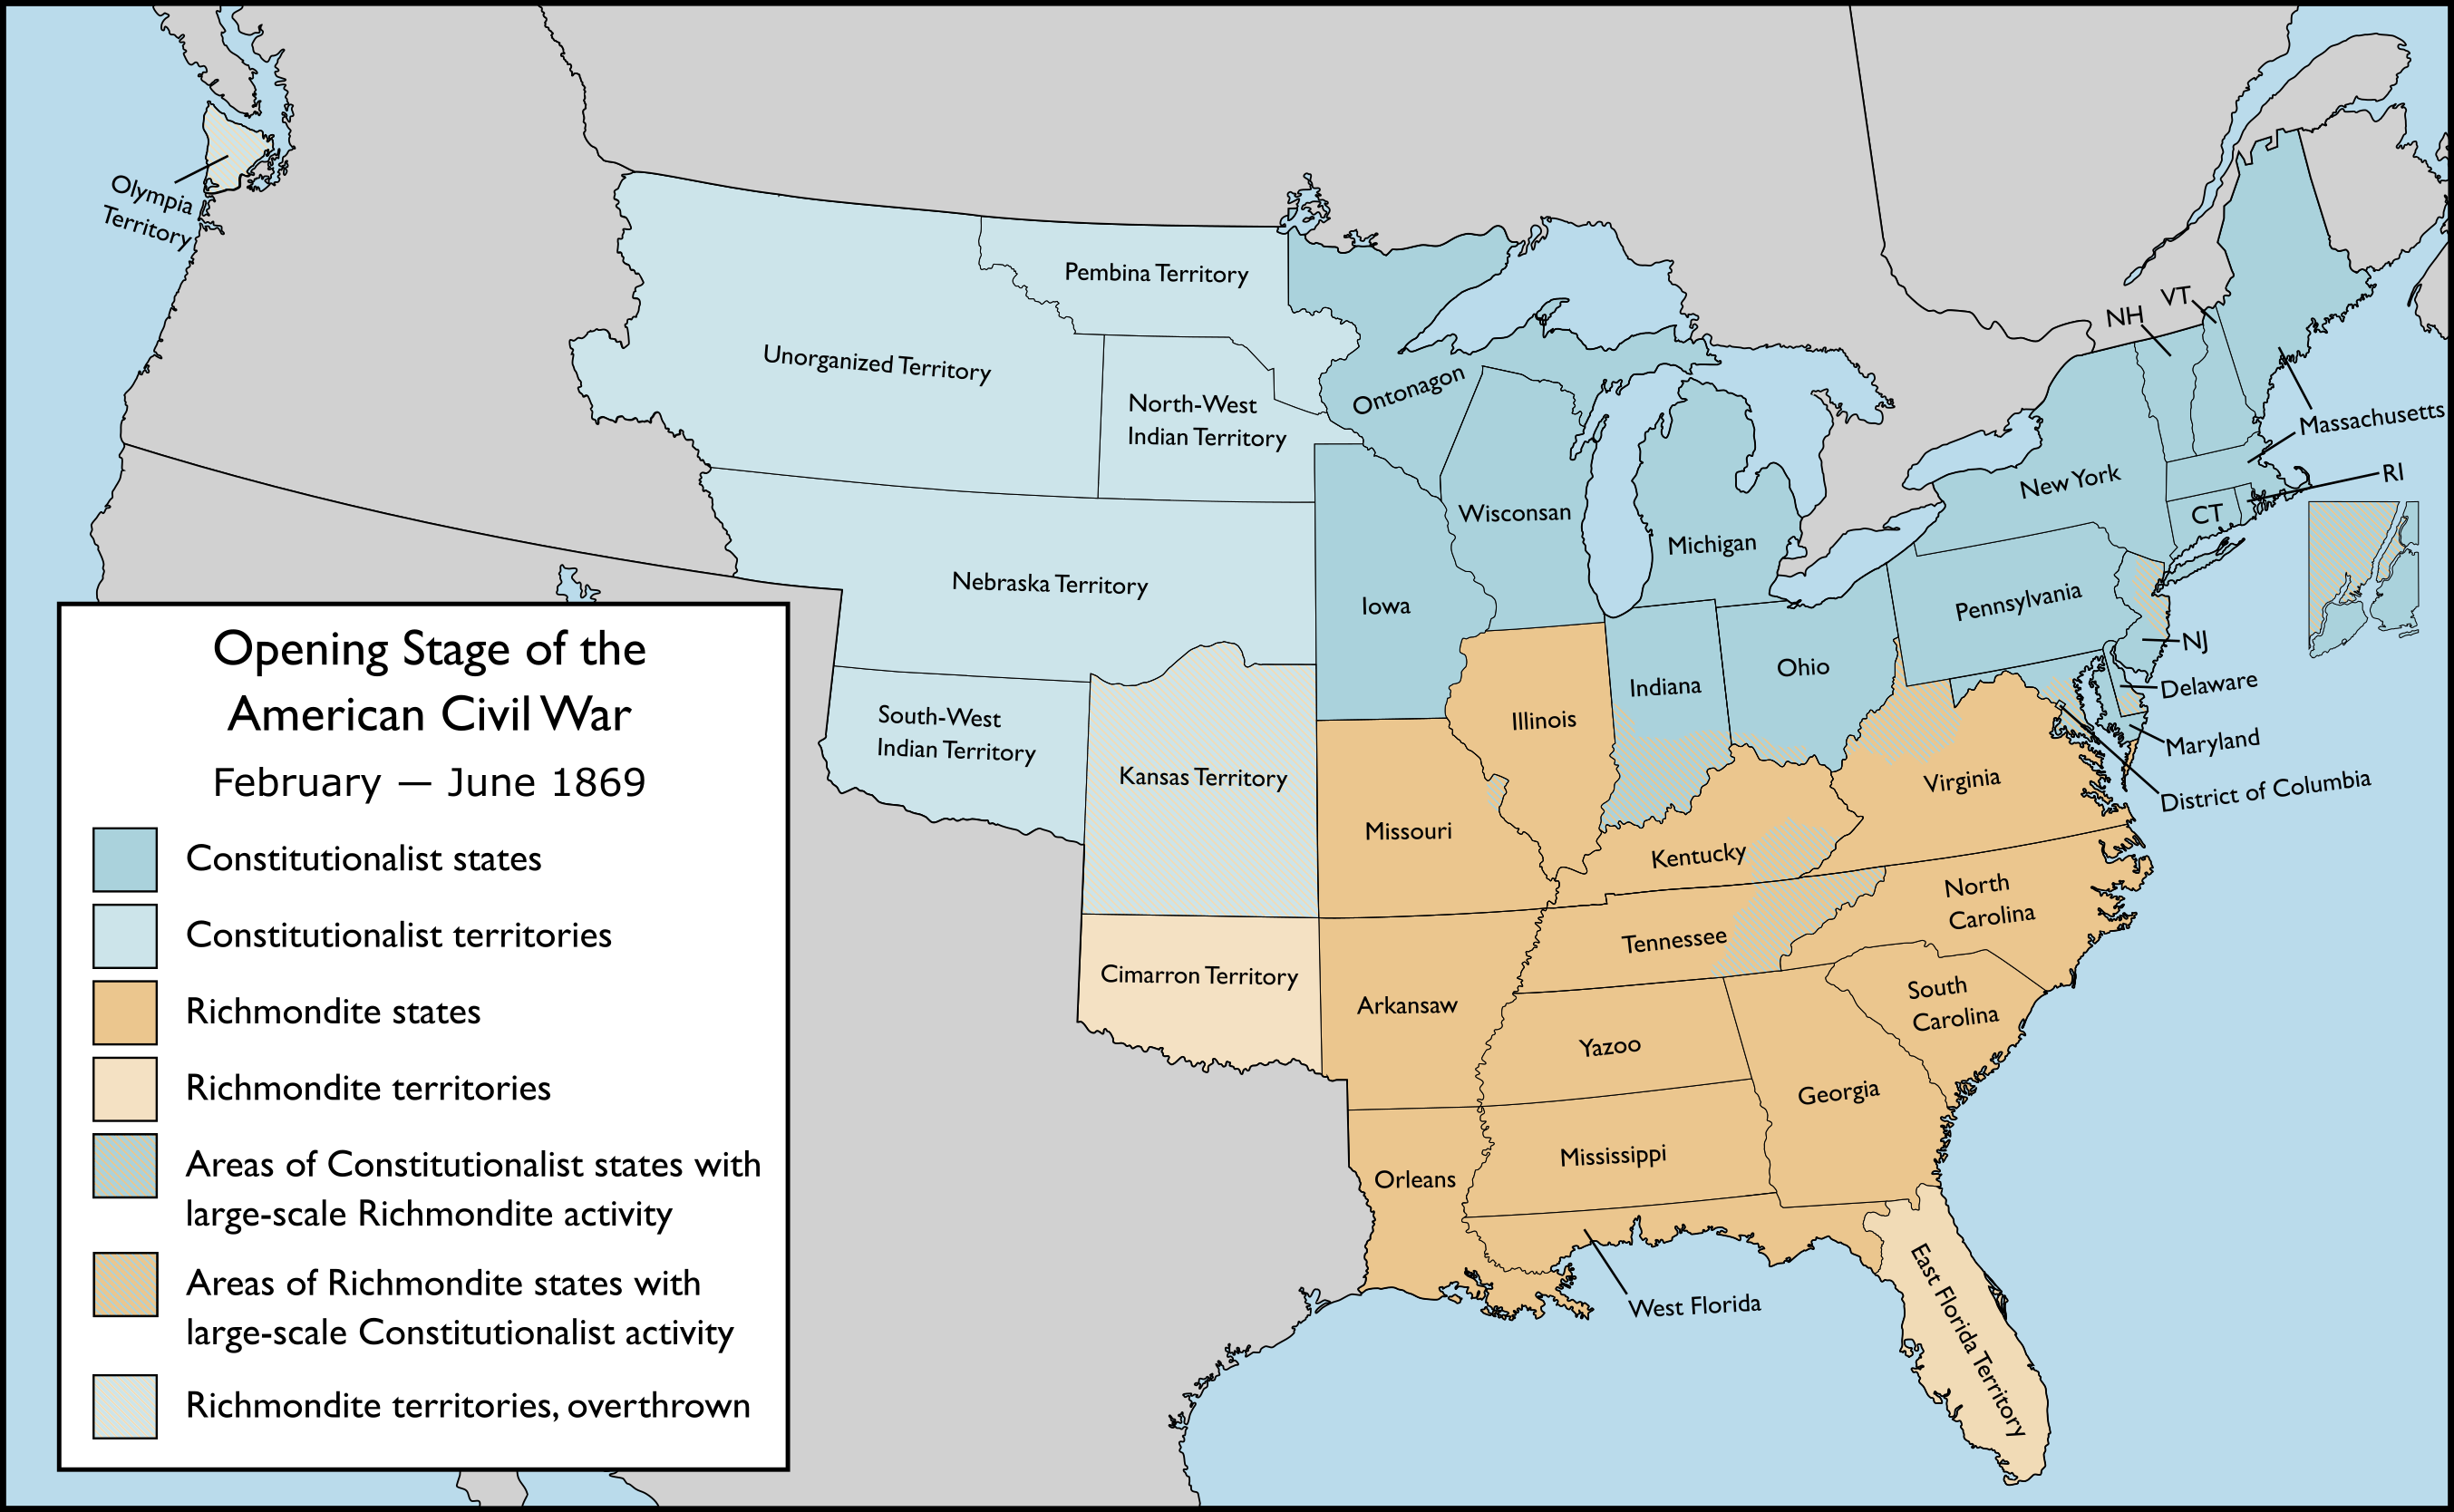 Opening Stage of the
American Civil War
February — June 1869
Constitutionalist states
Constitutionalist territories
Richmondite states
Richmondite territories
Areas of Constitutionalist states with
large-scale Richmondite activity
Areas of Richmondite states with
large-scale Constitutionalist activity
Richmondite territories, overthrown
Olympia
Territory
Unorganized Territory
Pembina Territory
North-West
Indian Territory
Nebraska Territory
South-West
Indian Territory
Kansas Territory
Cimarron Territory
Ontonagon
Wisconsan
Michigan
Iowa
Illinois
Indiana
Ohio
Missouri
Kentucky
Tennessee
Arkansaw
Yazoo
Mississippi
Orleans
West Florida
Georgia
East Florida Territory
South
Carolina
North
Carolina
Virginia
Pennsylvania
New York
NH
VT
Massachusetts
RI
CT
NJ
Delaware
Maryland
District of Columbia